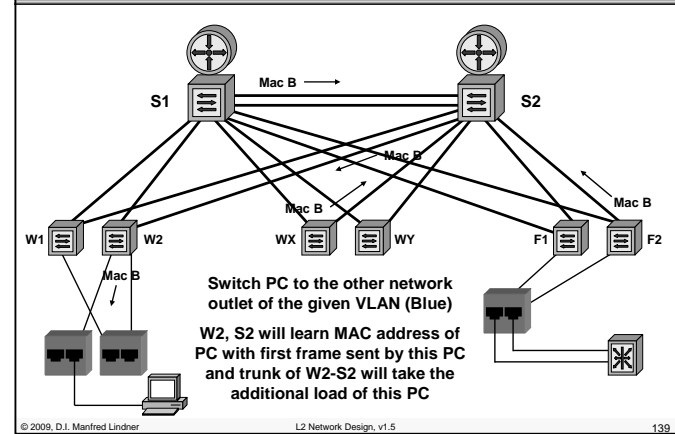 Mac B
S1
S2
Mac B
Mac B
Mac B
W1
W2
WX
WY
F1
F2
Mac B
Switch PC to the other network
outlet of the given VLAN (Blue)
W2, S2 will learn MAC address of
PC with first frame sent by this PC
and trunk of W2-S2 will take the
additional load of this PC
© 2009, D.I. Manfred Lindner
L2 Network Design, v1.5
139